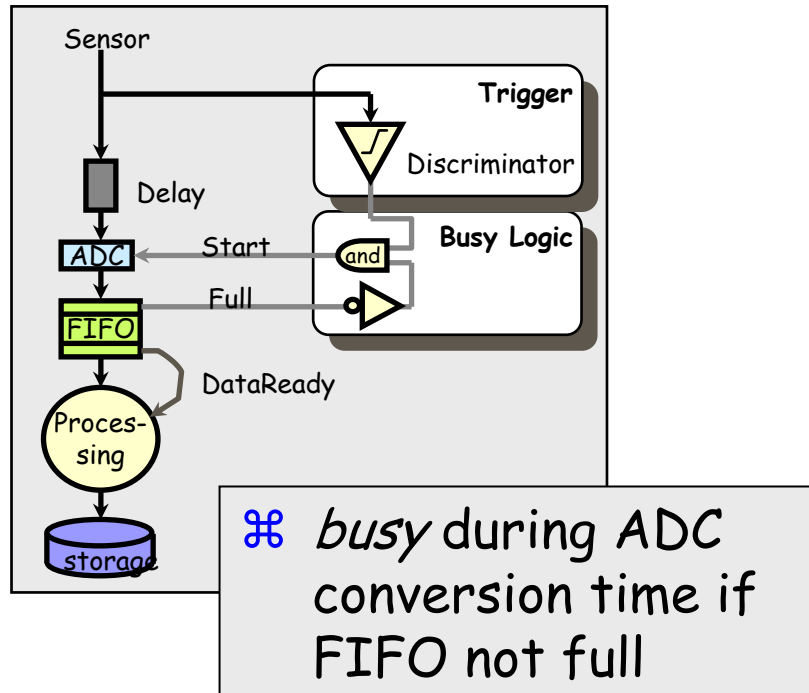 Sensor
Trigger
Discriminator
Delay
Busy Logic
ADC
Start
and
Full
FIFO
DataReady
Proces-
sing
storage
⌘ busy during ADC
conversion time if
FIFO not full